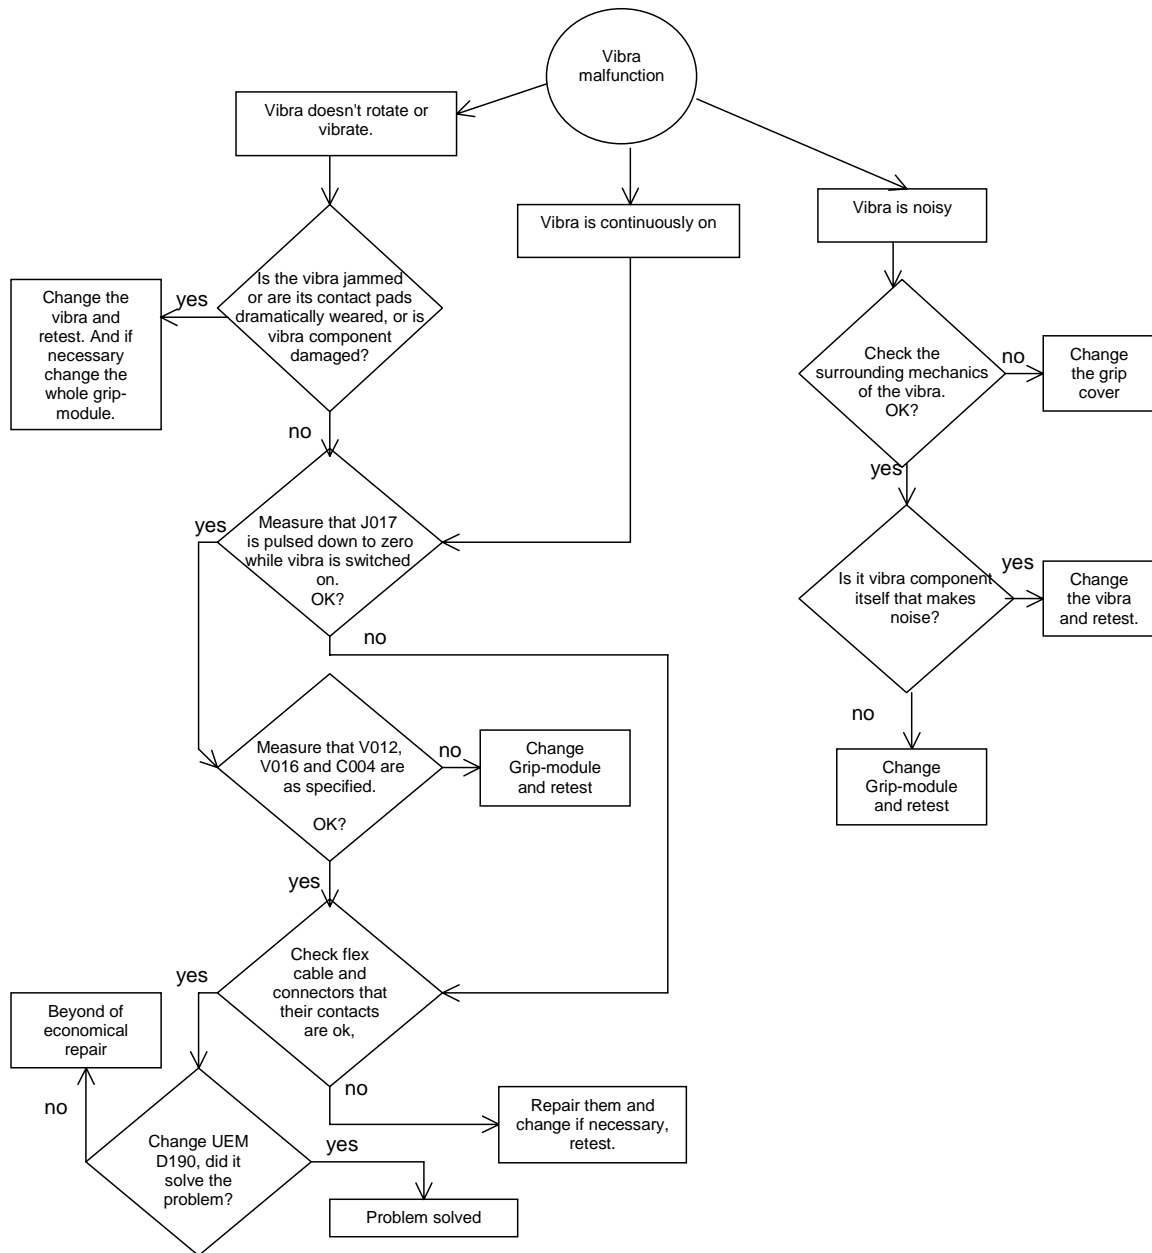 Vibra
malfunction
Vibra doesn't rotate or
vibrate.
Vibra is continuously on
Vibra is noisy
Is the vibra jammed
or are its contact pads
dramatically weared, or is
vibra component
damaged?
yes
Change the
vibra and
retest. And if
necessary
change the
whole grip-
module.
no
Check the
surrounding mechanics
of the vibra.
OK?
no
Change
the grip
cover
yes
Measure that J017
is pulsed down to zero
while vibra is switched
on.
OK?
yes
no
Is it vibra component
itself that makes
noise?
yes
Change
the vibra
and retest.
no
Change
Grip-module
and retest
Measure that V012,
V016 and C004 are
as specified.
OK?
no
Change
Grip-module
and retest
yes
Check flex
cable and
connectors that
their contacts
are ok,
yes
no
Repair them and
change if necessary,
retest.
Beyond of
economical
repair
no
Change UEM
D190, did it
solve the
problem?
yes
Problem solved